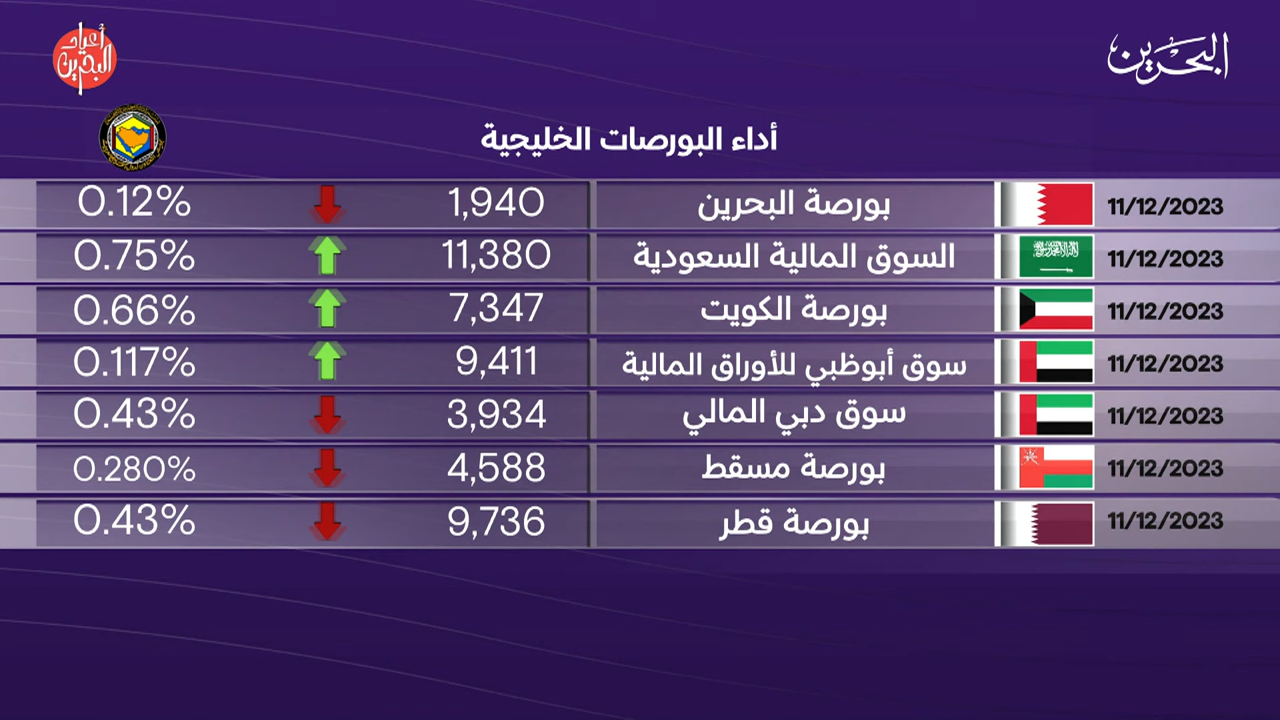 البحرين
أعياد
البحرين
أداء البورصات الخليجية
11/12/2023 بورصة البحرين 1,940 0.12%
11/12/2023 السوق المالية السعودية 11,380 0.75%
11/12/2023 بورصة الكويت 7,347 0.66%
11/12/2023 سوق أبوظبي للأوراق المالية 9,411 0.117%
11/12/2023 سوق دبي المالي 3,934 0.43%
11/12/2023 بورصة مسقط 4,588 0.280%
11/12/2023 بورصة قطر 9,736 0.43%